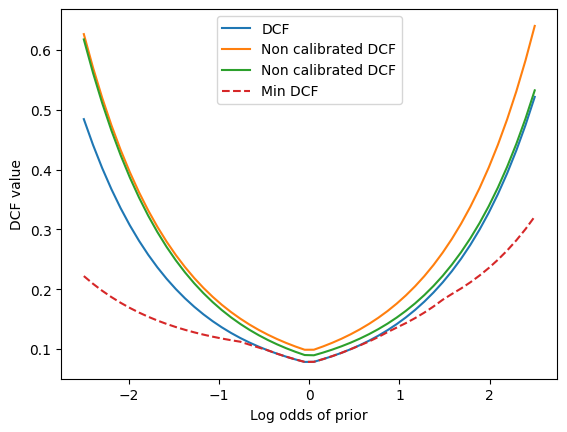 DCF
Non calibrated DCF
Non calibrated DCF
Min DCF
0.6
0.5
0.4
0.3
0.2
0.1
DCF value
−2
−1
0
1
2
Log odds of prior